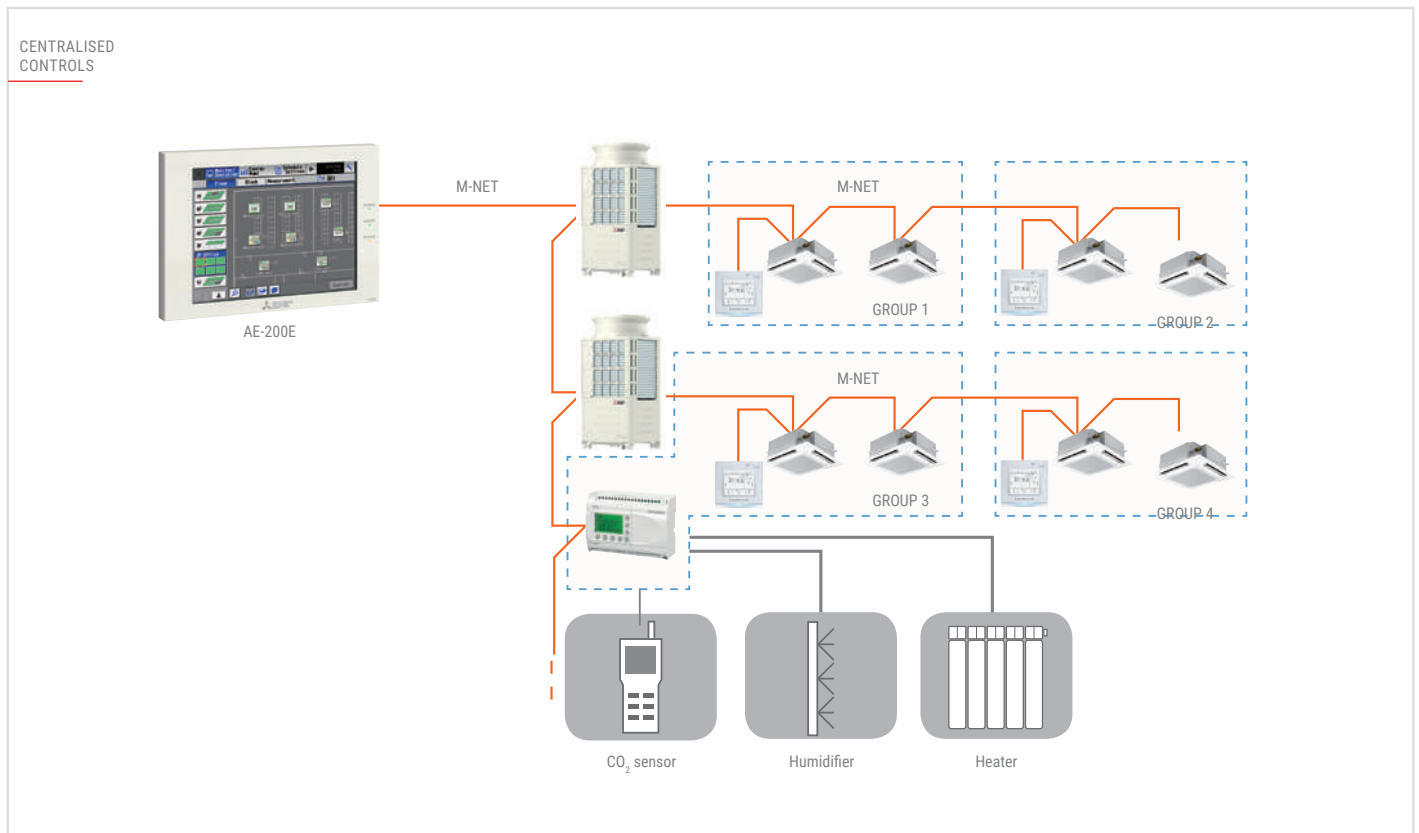 CENTRALISED
CONTROLS
M-NET
M-NET
AE-200E
GROUP 1
GROUP 2
M-NET
GROUP 3
GROUP 4
CO₂ sensor
Humidifier
Heater